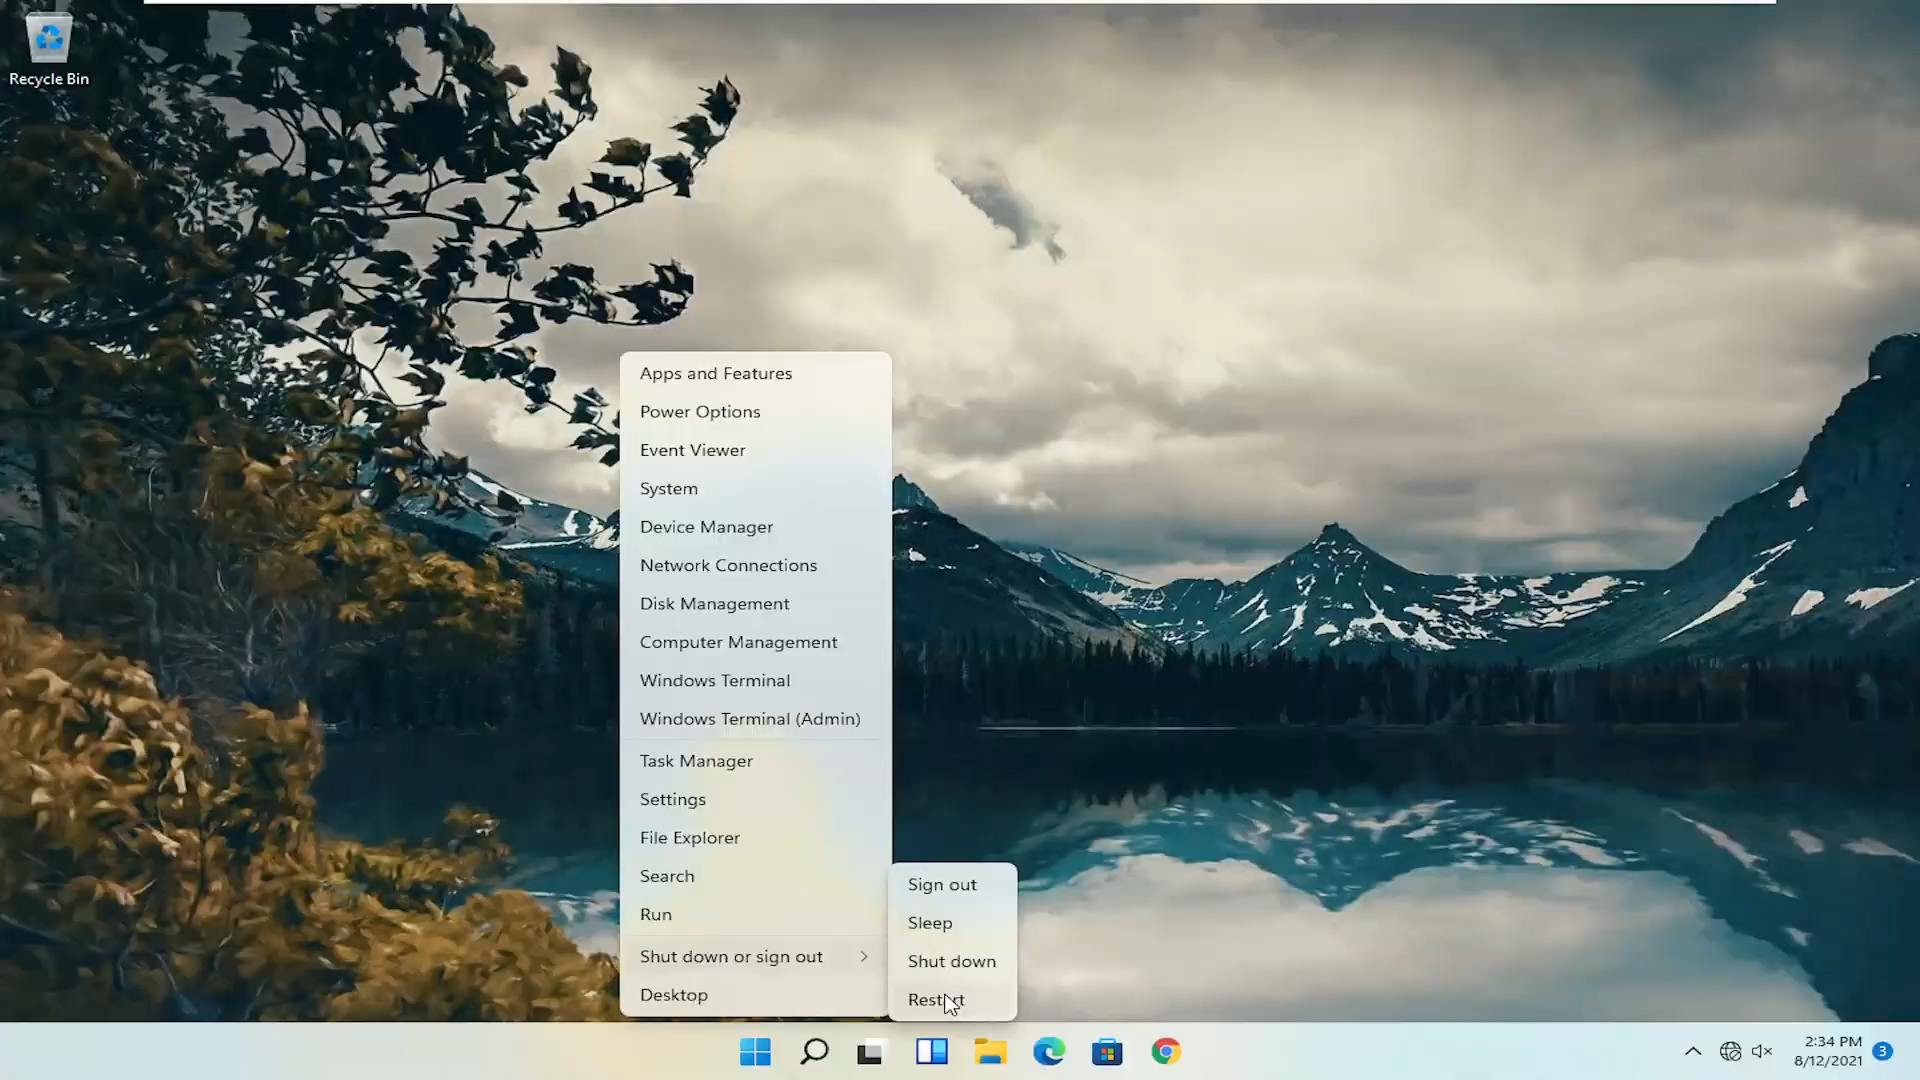 Recycle Bin
Apps and Features
Power Options
Event Viewer
System
Device Manager
Network Connections
Disk Management
Computer Management
Windows Terminal
Windows Terminal (Admin)
Task Manager
Settings
File Explorer
Search
Run
Shut down or sign out
Desktop
Sign out
Sleep
Shut down
Restart
2:34 PM
8/12/2021
3